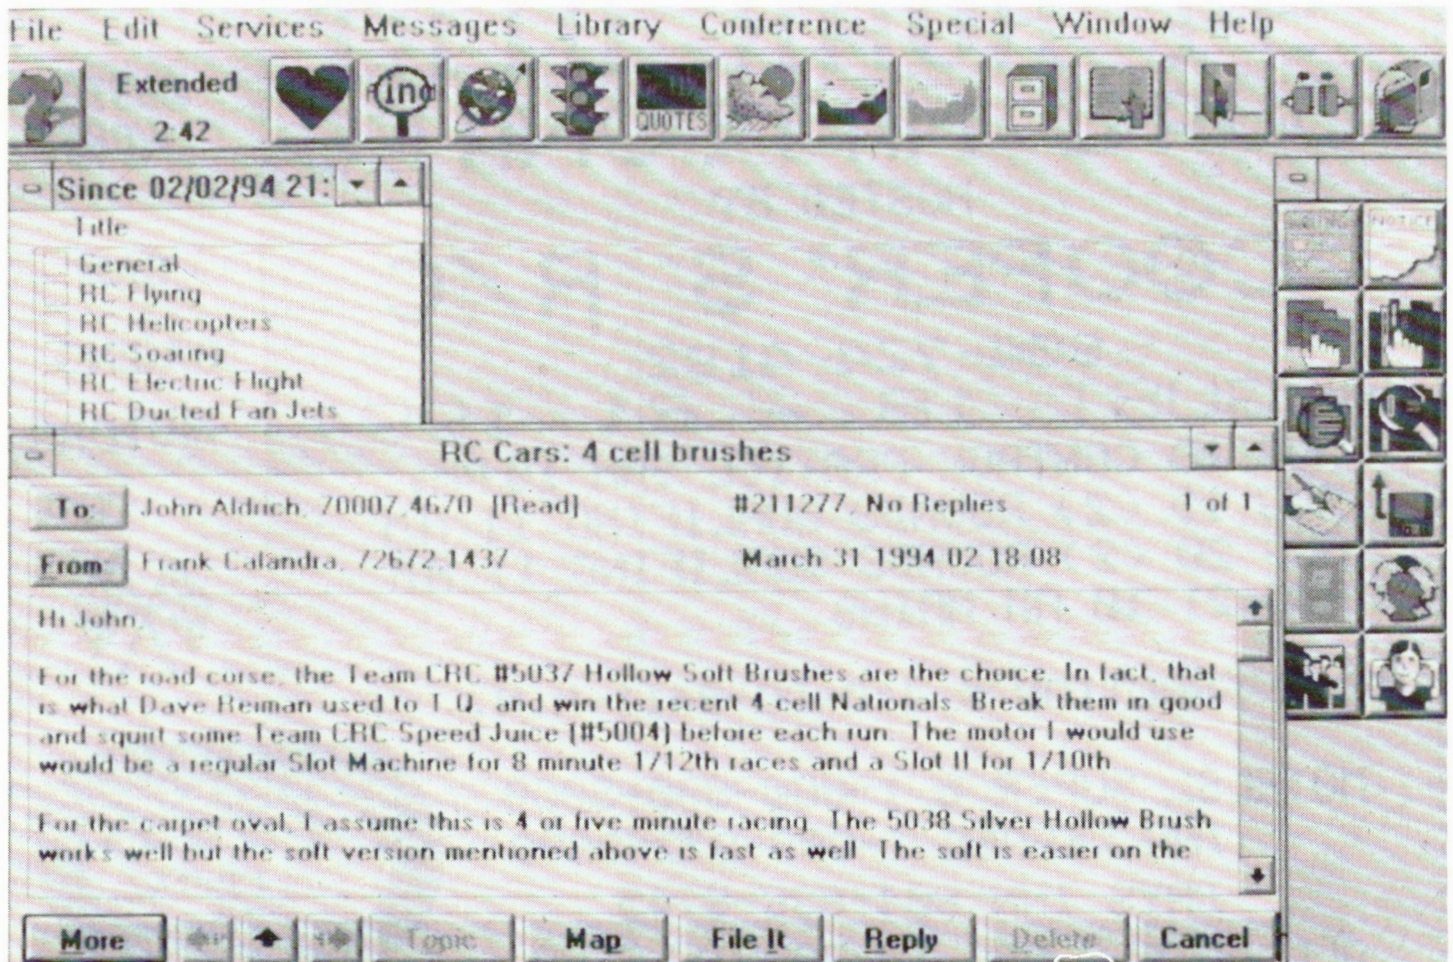 File Edit Services Messages Library Conference Special Window Help
Extended
2:42
QUOTES
Since 02/02/94 21:
Title
NOTICE
General
RC Flying
RC Helicopters
RC Soaring
RC Electric Flight
RC Ducted Fan Jets
RC Cars: 4 cell brushes
To: John Aldrich, 70007,4670 [Read] #211277, No Replies 1 of 1
From: Frank Calandra, 72672,1437 March 31 1994 02:18:08
Hi John,
For the road curse, the Team CRC #5037 Hollow Soft Brushes are the choice. In fact, that
is what Dave Reiman used to T.Q. and win the recent 4-cell Nationals. Break them in good
and squirt some Team CRC Speed Juice (#5004) before each run. The motor I would use
would be a regular Slot Machine for 8 minute 1/12th races and a Slot II for 1/10th
For the carpet oval, I assume this is 4 or five minute racing. The 5038 Silver Hollow Brush
works well but the soft version mentioned above is fast as well. The soft is easier on the
More Topic Map File It Reply Delete Cancel